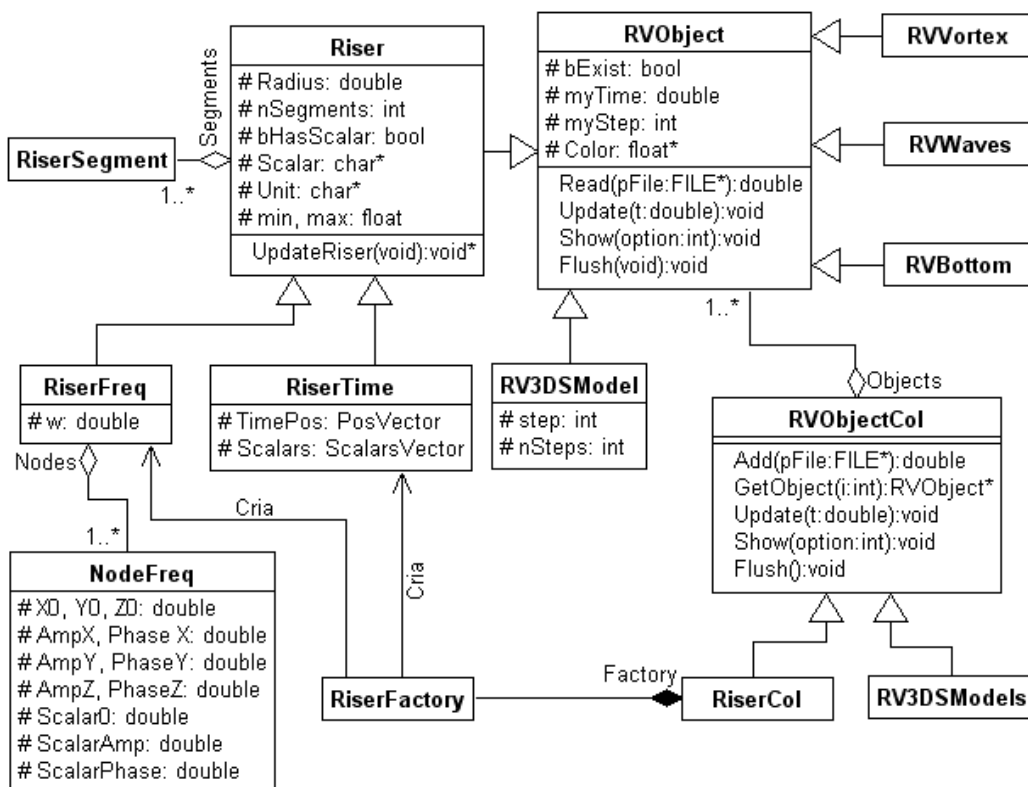 Riser
# Radius: double
# nSegments: int
# bHasScalar: bool
# Scalar: char*
# Unit: char*
# min, max: float
UpdateRiser(void):void*
Segments
RiserSegment
1..*
RVObject
# bExist: bool
# myTime: double
# myStep: int
# Color: float*
Read(pFile:FILE*):double
Update(t:double):void
Show(option:int):void
Flush(void):void
RVVortex
RVWaves
RVBottom
1..*
RiserFreq
# w: double
Nodes
1..*
RiserTime
# TimePos: PosVector
# Scalars: ScalarsVector
RV3DSModel
# step: int
# nSteps: int
Objects
RVObjectCol
Add(pFile:FILE*):double
GetObject(i:int):RVObject*
Update(t:double):void
Show(option:int):void
Flush():void
Cria
Cria
NodeFreq
# X0, Y0, Z0: double
# AmpX, Phase X: double
# AmpY, PhaseY: double
# AmpZ, PhaseZ: double
# Scalar0: double
# ScalarAmp: double
# ScalarPhase: double
RiserFactory
Factory
RiserCol
RV3DSModels